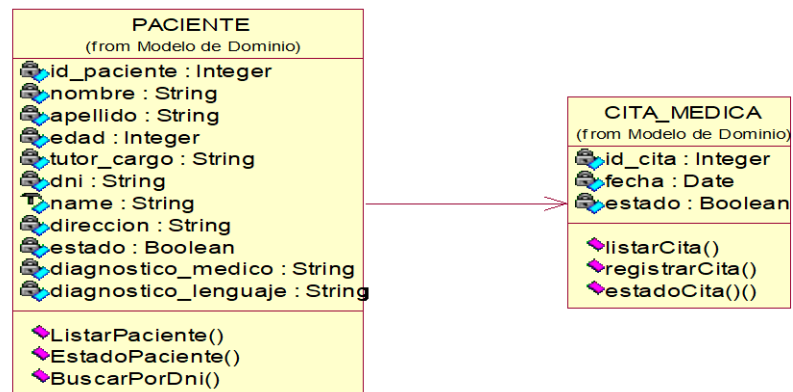 PACIENTE
(from Modelo de Dominio)
id_paciente : Integer
nombre : String
apellido : String
edad : Integer
tutor_cargo : String
dni : String
name : String
direccion : String
estado : Boolean
diagnostico_medico : String
diagnostico_lenguaje : String
ListarPaciente()
EstadoPaciente()
BuscarPorDni()
CITA_MEDICA
(from Modelo de Dominio)
id_cita : Integer
fecha : Date
estado : Boolean
listarCita()
registrarCita()
estadoCita()()